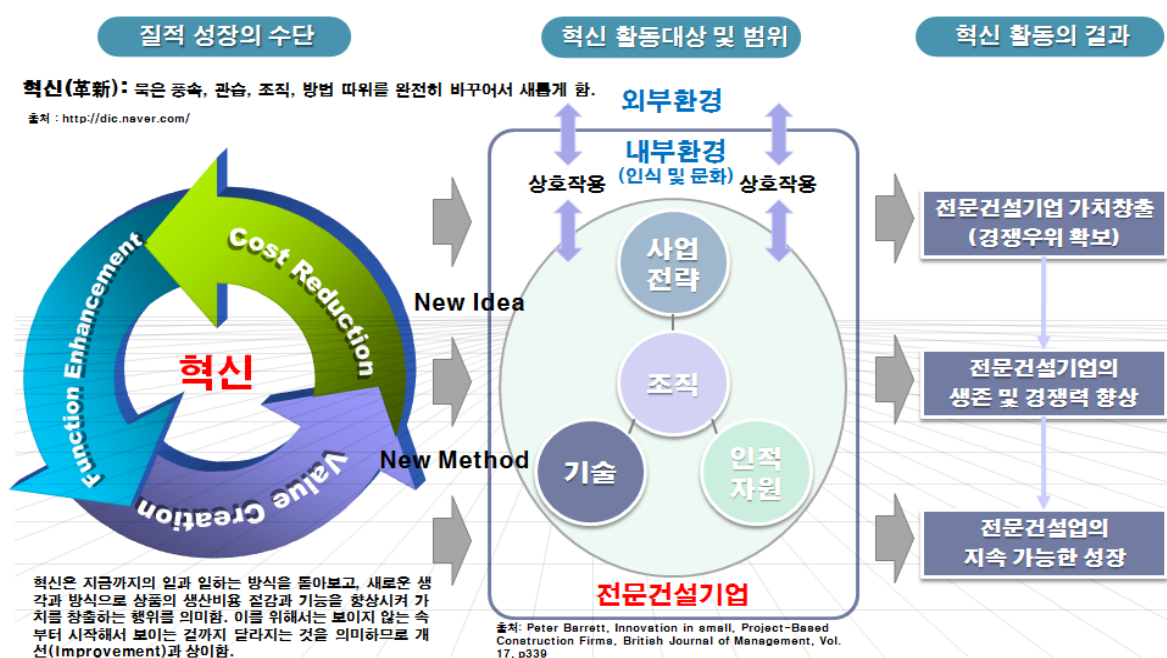 질적 성장의 수단
혁신 활동대상 및 범위
혁신 활동의 결과
혁신(革新): 묵은 풍속, 관습, 조직, 방법 따위를 완전히 바꾸어서 새롭게 함.
출처 : http://dic.naver.com/
Cost Reduction
Function Enhancement
Value Creation
혁신
New Idea
New Method
혁신은 지금까지의 일과 일하는 방식을 돌아보고, 새로운 생
각과 방식으로 상품의 생산비용 절감과 기능을 향상시켜 가
치를 창출하는 행위를 의미함. 이를 위해서는 보이지 않는 속
부터 시작해서 보이는 겉까지 달라지는 것을 의미하므로 개
선(Improvement)과 상이함.
외부환경
내부환경
(인식 및 문화)
상호작용
상호작용
사업
전략
조직
기술
인적
자원
전문건설기업
출처: Peter Barrett, Innovation in small, Project-Based
Construction Firms, British Journal of Management, Vol.
17, p339
전문건설기업 가치창출
(경쟁우위 확보)
전문건설기업의
생존 및 경쟁력 향상
전문건설업의
지속 가능한 성장